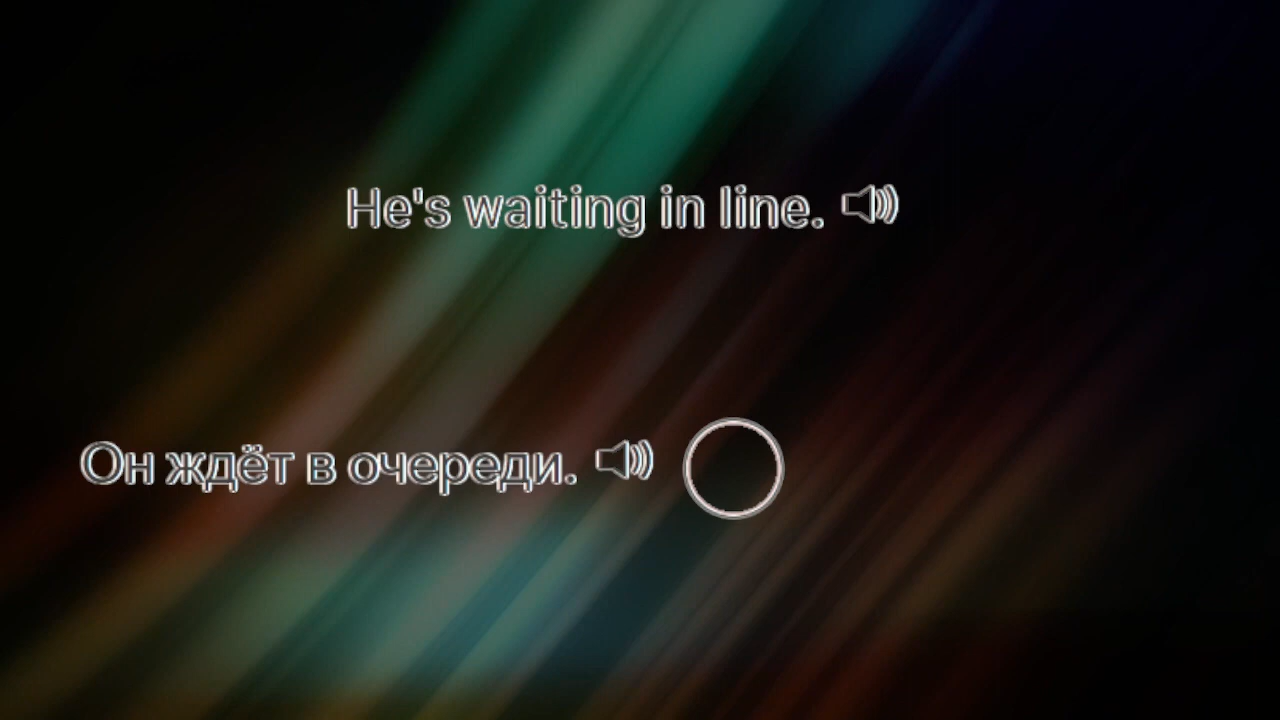 He's waiting in line.
Он ждёт в очереди.